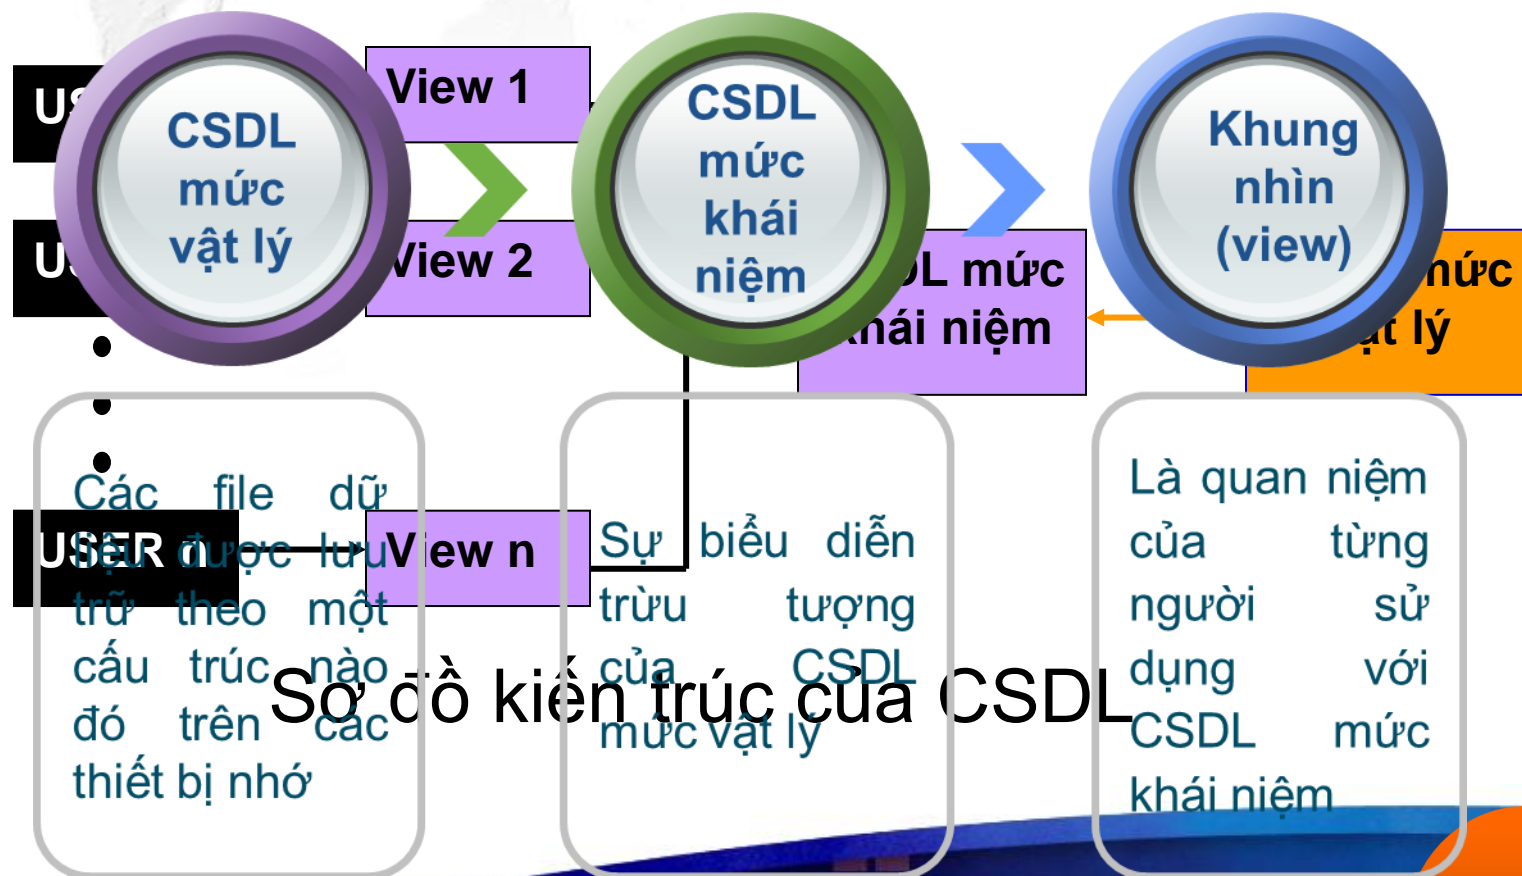 View 1
View 2
USER n
View n
mức
khái niệm
lý
Sơ đồ kiến trúc của CSDL
CSDL
mức
vật lý
CSDL
mức
khái
niệm
Khung
nhìn
(view)
Các file dữ
liệu được lưu
trữ theo một
cấu trúc nào
đó trên các
thiết bị nhớ
Sự biểu diễn
trừu tượng
của CSDL
mức vật lý
Là quan niệm
của từng
người sử
dụng với
CSDL mức
khái niệm